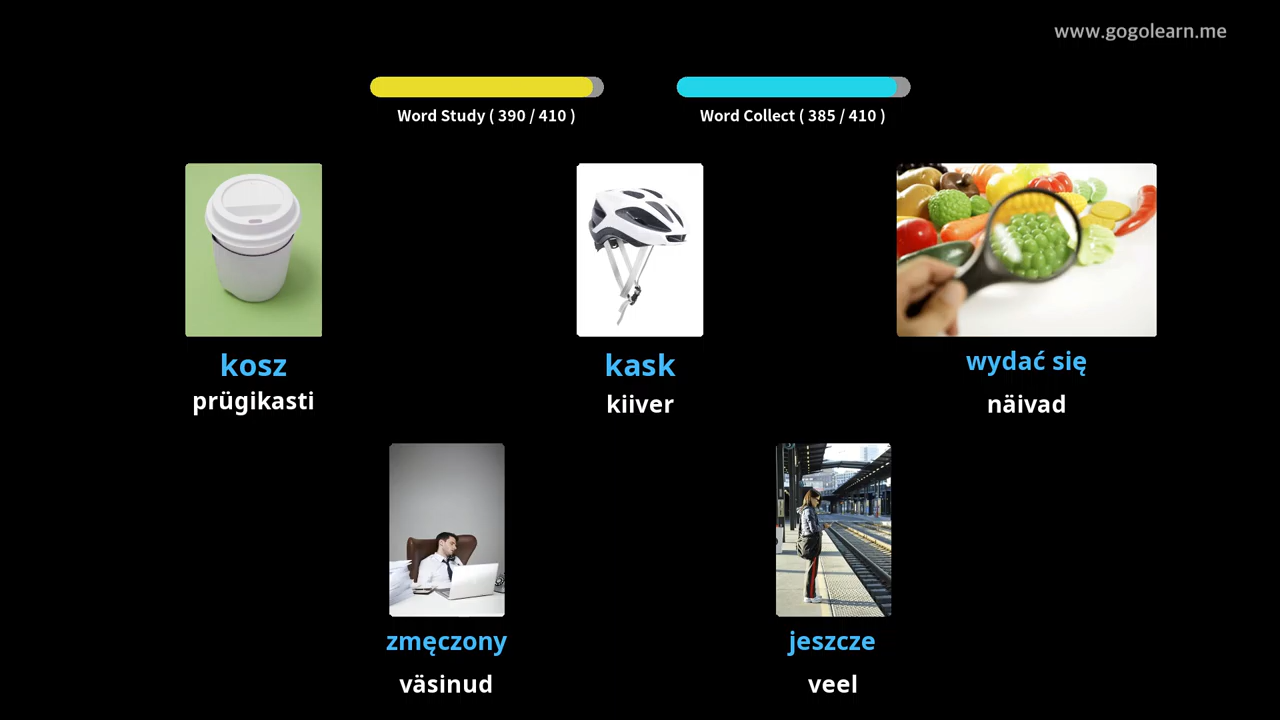 www.gogolearn.me
Word Study ( 390 / 410 )
Word Collect ( 385 / 410 )
kosz
prügikasti
kask
kiiver
wydać się
näivad
zmęczony
väsinud
jeszcze
veel